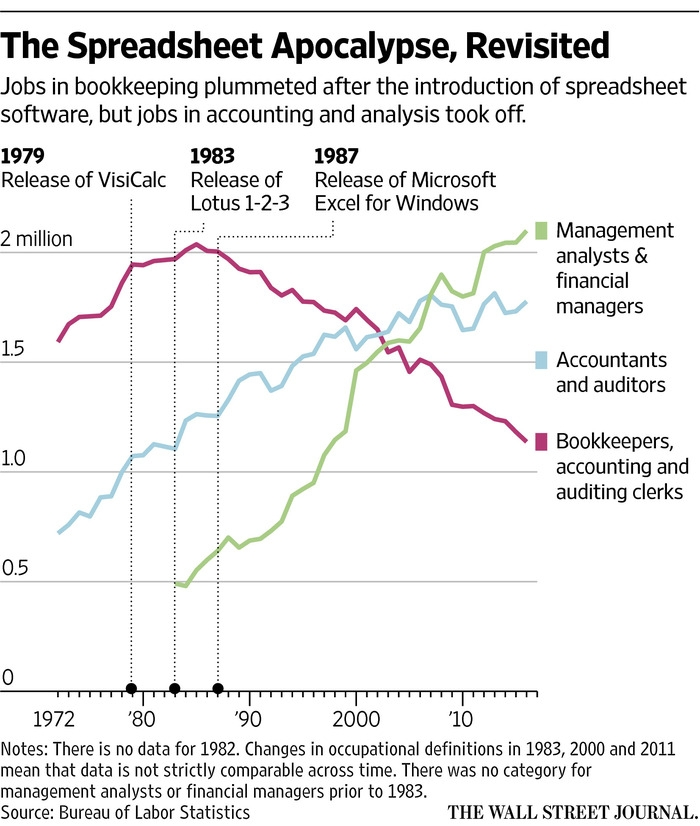 The Spreadsheet Apocalypse, Revisited
Jobs in bookkeeping plummeted after the introduction of spreadsheet
software, but jobs in accounting and analysis took off.
1979
Release of VisiCalc
1983
Release of
Lotus 1-2-3
1987
Release of Microsoft
Excel for Windows
2 million
1.5
1.0
0.5
0
Management
analysts &
financial
managers
Accountants
and auditors
Bookkeepers,
accounting and
auditing clerks
1972 ’80 ’90 2000 ’10
Notes: There is no data for 1982. Changes in occupational definitions in 1983, 2000 and 2011
mean that data is not strictly comparable across time. There was no category for
management analysts or financial managers prior to 1983.
Source: Bureau of Labor Statistics
THE WALL STREET JOURNAL.